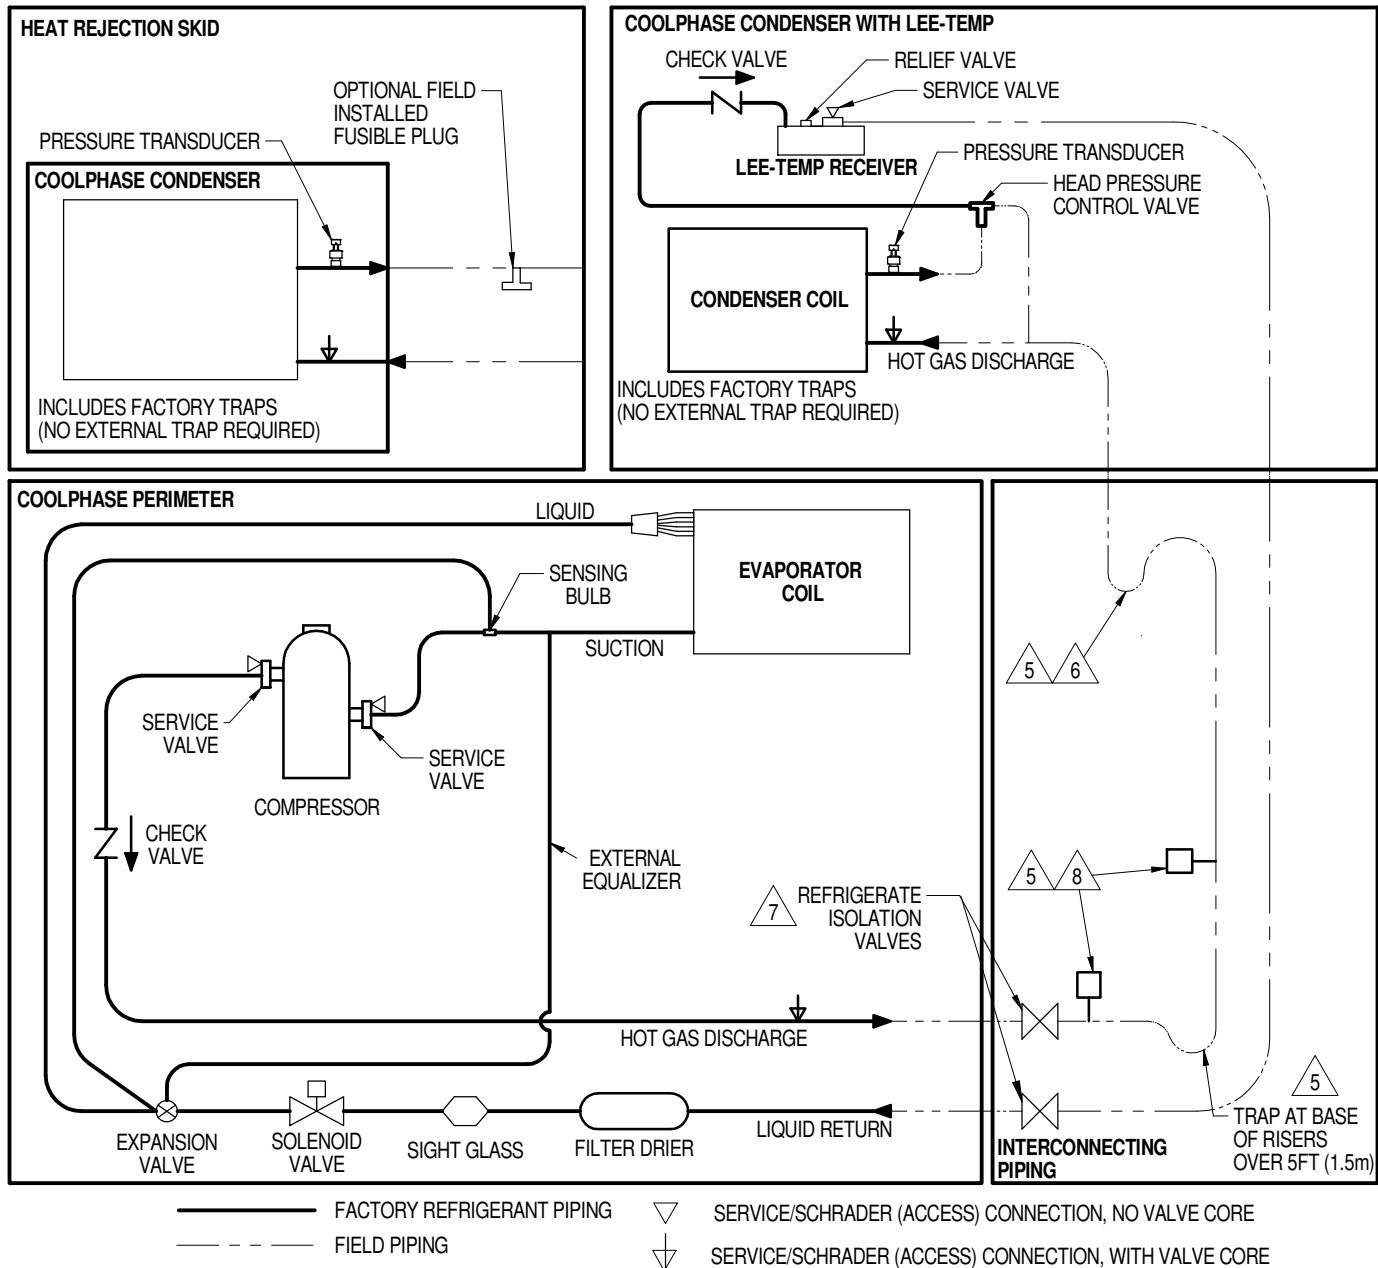 HEAT REJECTION SKID
OPTIONAL FIELD
INSTALLED
FUSIBLE PLUG
PRESSURE TRANSDUCER
COOLPHASE CONDENSER
INCLUDES FACTORY TRAPS
(NO EXTERNAL TRAP REQUIRED)
COOLPHASE CONDENSER WITH LEE-TEMP
CHECK VALVE
RELIEF VALVE
SERVICE VALVE
LEE-TEMP RECEIVER
PRESSURE TRANSDUCER
HEAD PRESSURE
CONTROL VALVE
CONDENSER COIL
HOT GAS DISCHARGE
INCLUDES FACTORY TRAPS
(NO EXTERNAL TRAP REQUIRED)
COOLPHASE PERIMETER
LIQUID
EVAPORATOR
COIL
SENSING
BULB
SUCTION
SERVICE
VALVE
SERVICE
VALVE
COMPRESSOR
CHECK
VALVE
EXTERNAL
EQUALIZER
7
REFRIGERATE
ISOLATION
VALVES
HOT GAS DISCHARGE
EXPANSION
VALVE
SOLENOID
VALVE
SIGHT GLASS
FILTER DRIER
LIQUID RETURN
5 6
5 8
5
TRAP AT BASE
OF RISERS
OVER 5FT (1.5m)
INTERCONNECTING
PIPING
FACTORY REFRIGERANT PIPING
FIELD PIPING
SERVICE/SCHRADER (ACCESS) CONNECTION, NO VALVE CORE
SERVICE/SCHRADER (ACCESS) CONNECTION, WITH VALVE CORE